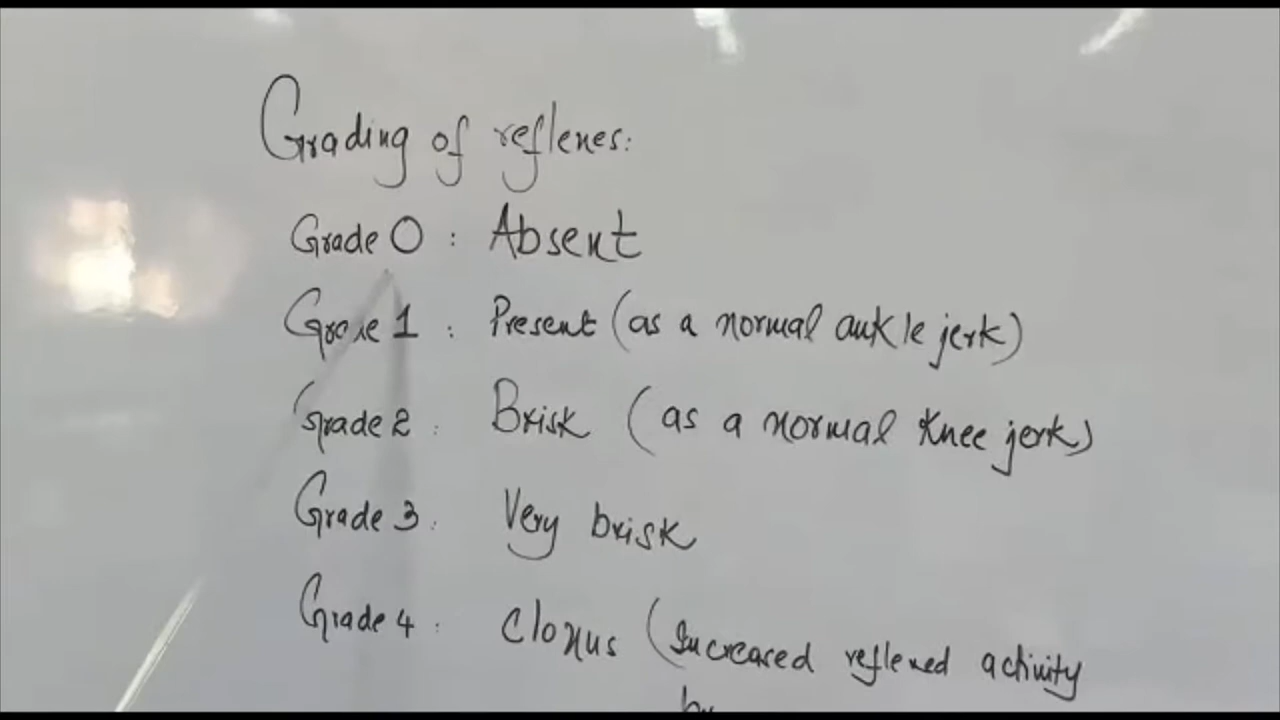 Grading of reflexes:
Grade 0 : Absent
Grade 1 : Present (as a normal ankle jerk)
Grade 2 : Brisk (as a normal Knee jerk)
Grade 3 : Very brisk
Grade 4 : Clonus (Increased reflexed activity